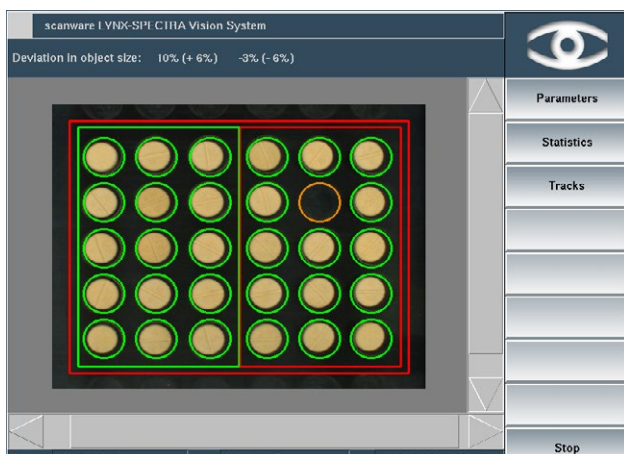 scanware LYNX-SPECTRA Vision System
Deviation in object size: 10% (+ 6%) -3% (- 6%)
Parameters
Statistics
Tracks
Stop